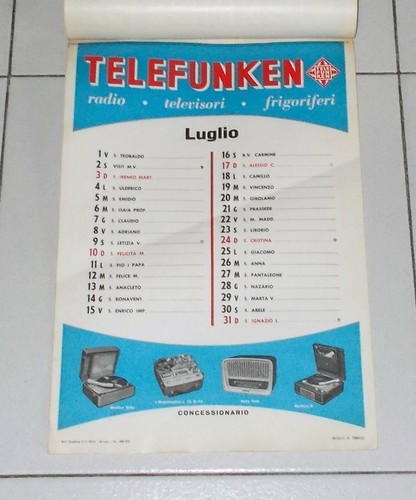 TELEFUNKEN
radio • televisori • frigoriferi
Luglio
1 V S. TEOBALDO
2 S VISIT. M.V.
3 D S. IRENEO MART.
4 L S. ULDERICO
5 M S. EMIDIO
6 M S. ISAIA PROF.
7 G S. CLAUDIO
8 V S. ADRIANO
9 S S. LETIZIA V.
10 D S. FELICITA M.
11 L S. PIO I PAPA
12 M S. FELICE M.
13 M S. ANACLETO
14 G S. BONAVENT.
15 V S. ENRICO IMP.
16 S B.V. CARMINE
17 D S. ALESSIO C.
18 L S. CAMILLO
19 M S. VINCENZO
20 M S. GIROLAMO
21 G S. PRASSEDE
22 V S. M. MADD.
23 S S. LIBORIO
24 D S. CRISTINA
25 L S. GIACOMO
26 M S. ANNA
27 M S. PANTALEONE
28 G S. NAZARIO
29 V S. MARTA V.
30 S S. ABELE
31 D S. IGNAZIO L.
CONCESSIONARIO